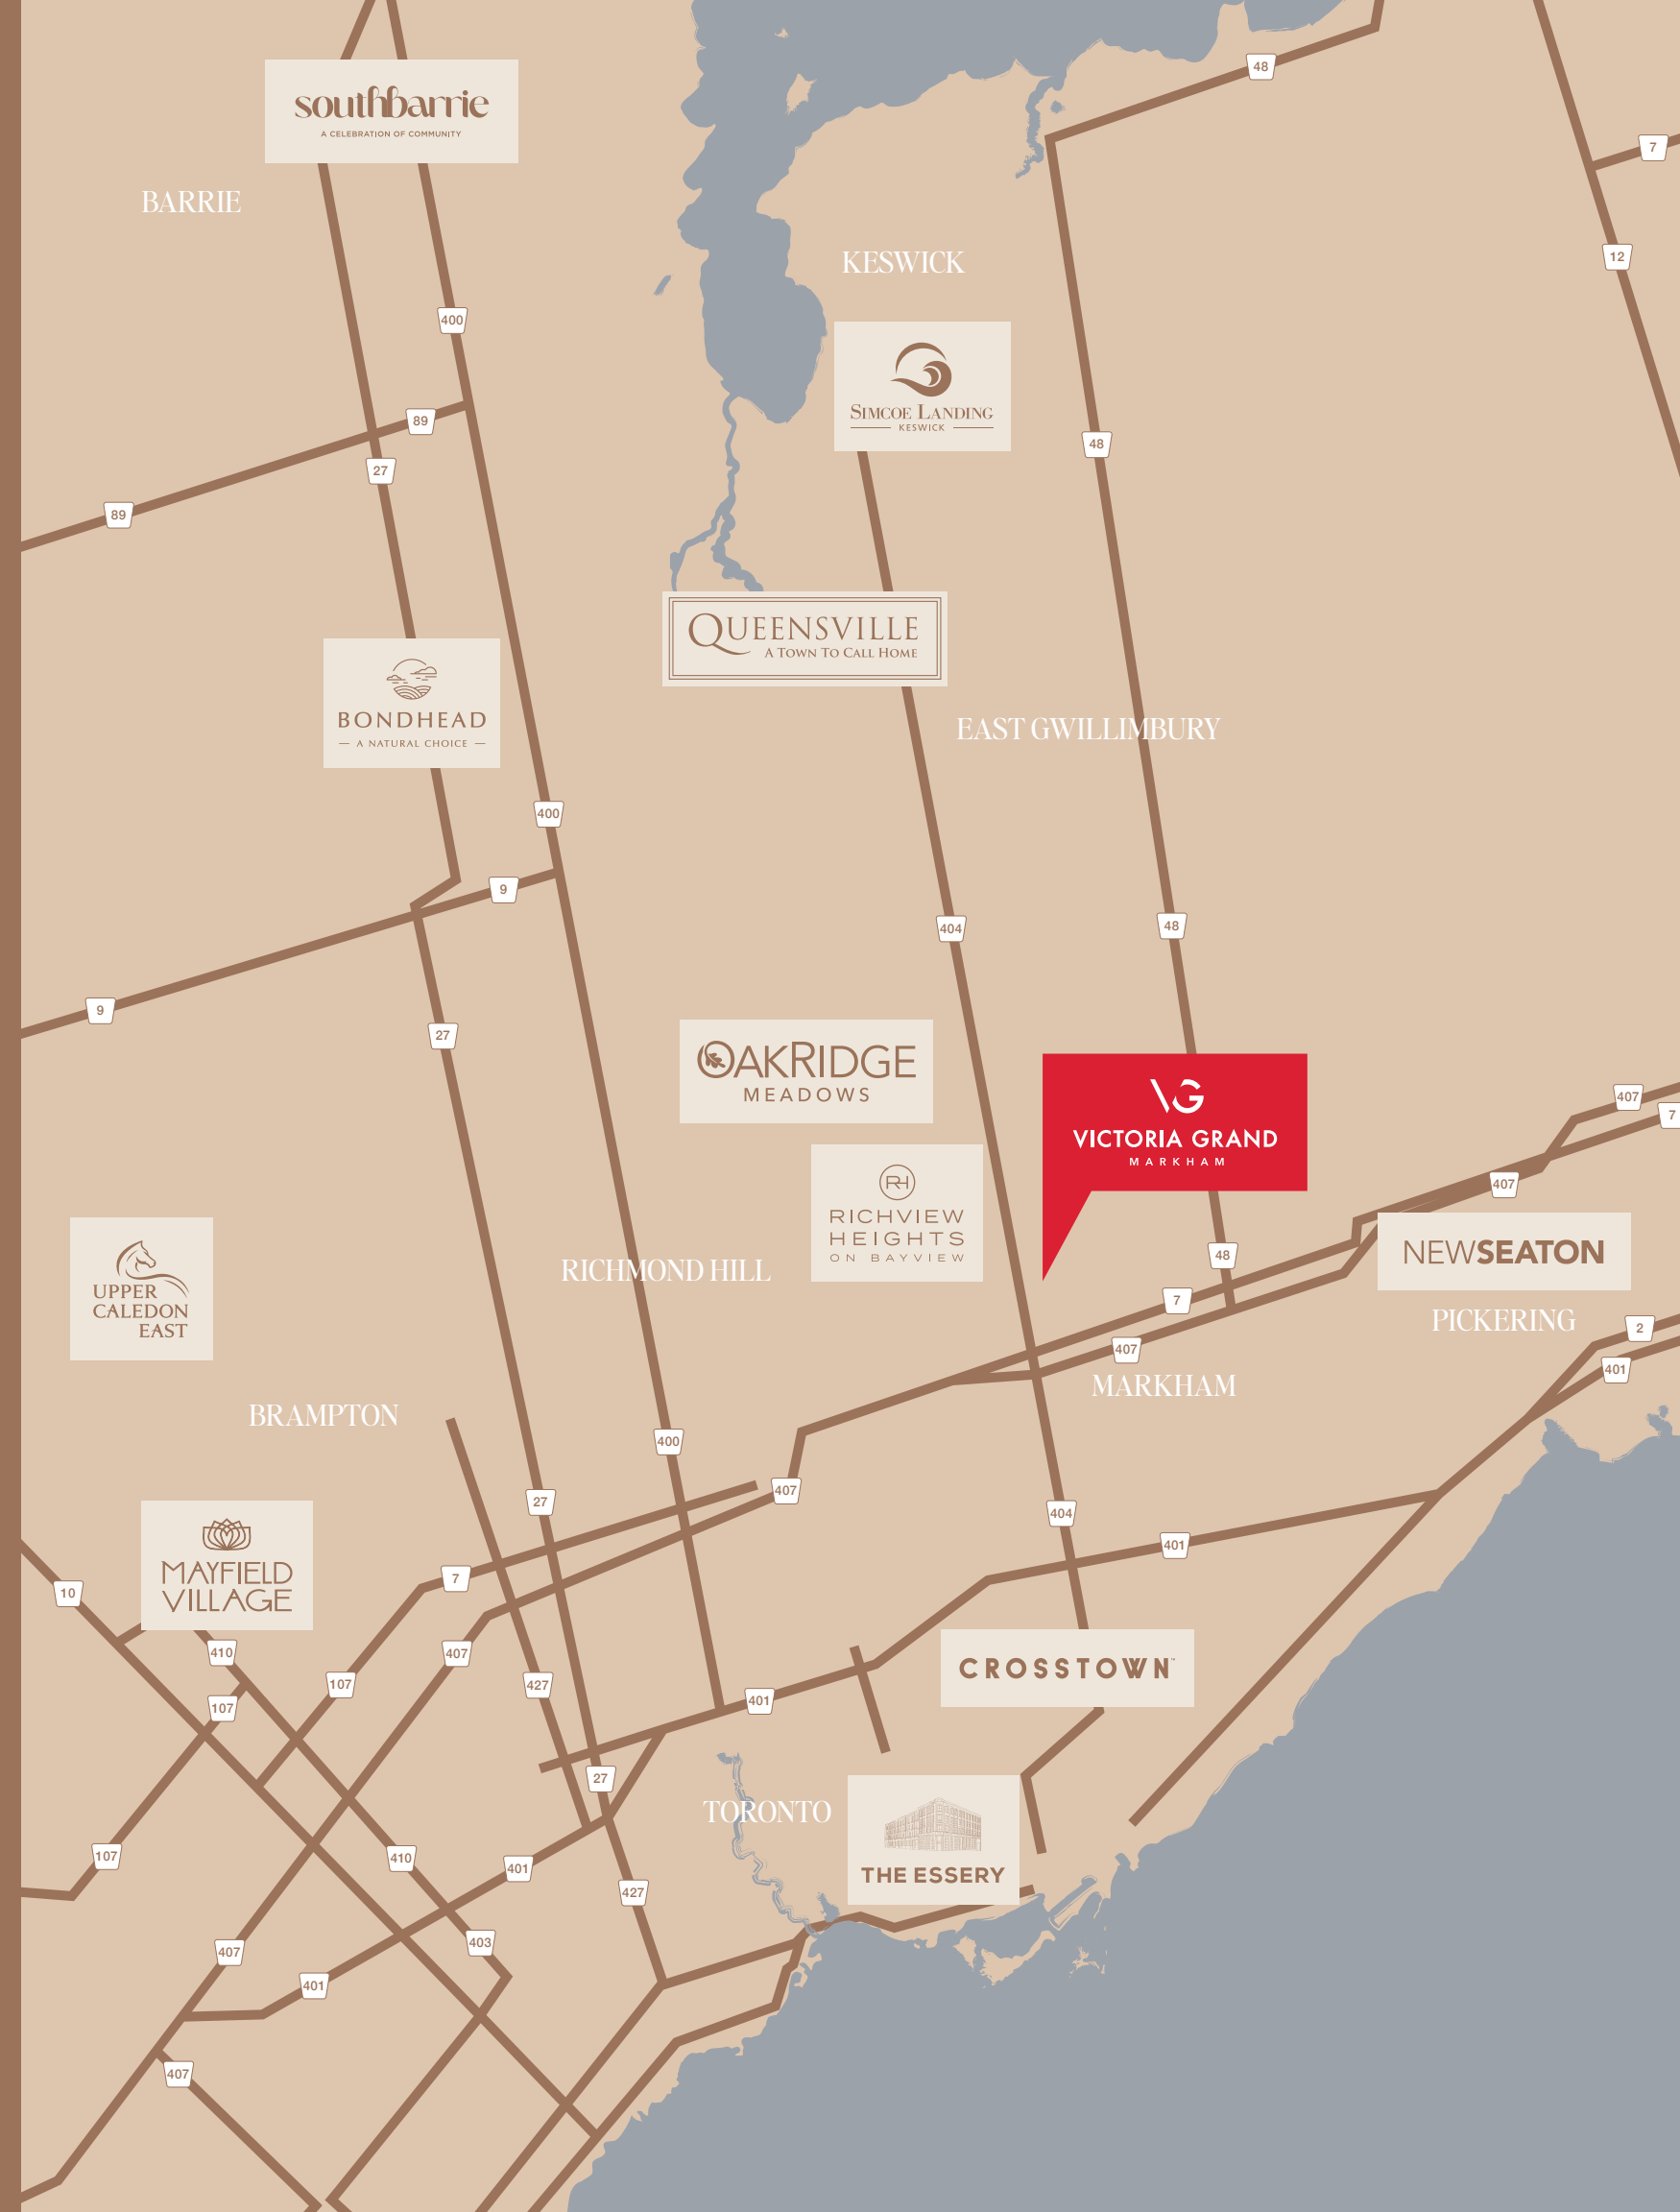 48
southbarrie
A CELEBRATION OF COMMUNITY
7
BARRIE
12
KESWICK
400
SIMCOE LANDING
KESWICK
89
48
27
89
QUEENSVILLE
A TOWN TO CALL HOME
BONDHEAD
A NATURAL CHOICE
EAST GWILLIMBURY
400
9
404
48
9
27
OAKRIDGE
MEADOWS
VG
VICTORIA GRAND
MARKHAM
407
7
RH
RICHVIEW
HEIGHTS
ON BAYVIEW
407
NEWSEATON
48
UPPER
CALEDON
EAST
RICHMOND HILL
7
PICKERING
2
407
401
MARKHAM
BRAMPTON
400
407
27
404
401
MAYFIELD
VILLAGE
7
10
410
407
CROSSTOWN™
107
427
107
401
27
TORONTO
THE ESSERY
107
410
401
427
403
407
401
407